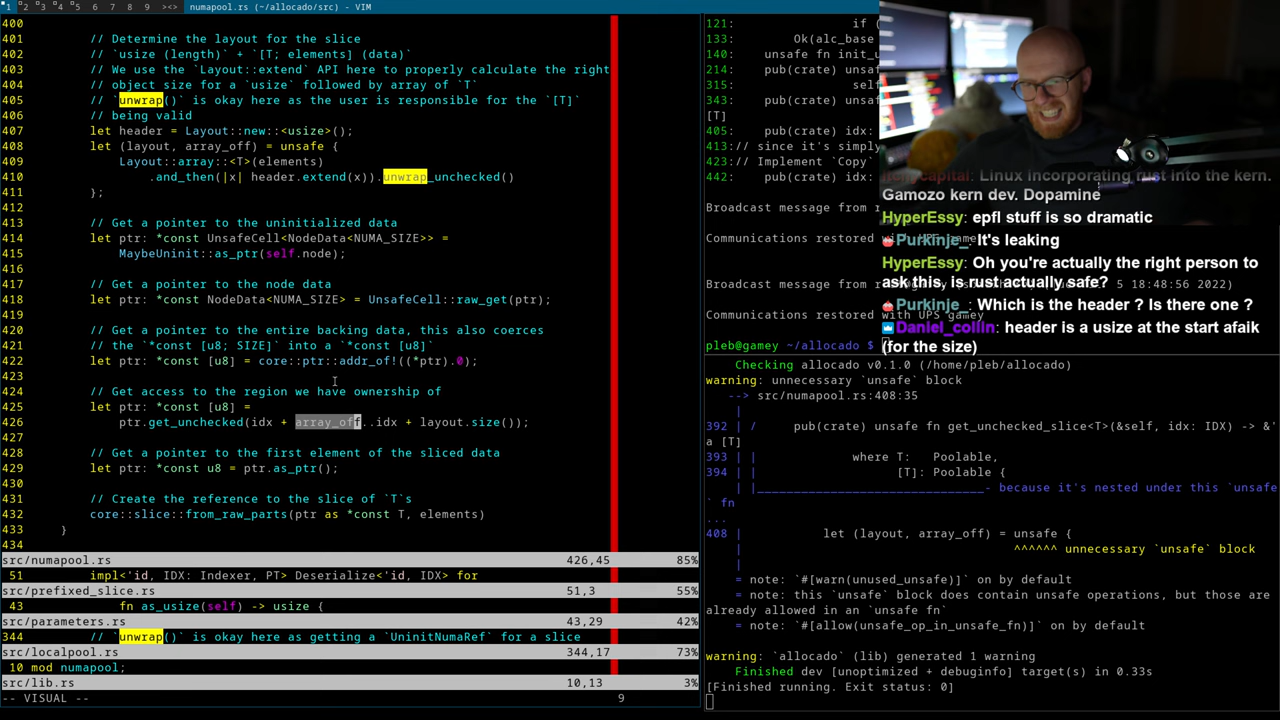 1 2 3 4 5 6 7 8 9 ><> numapool.rs (~/allocado/src) - VIM
400
401 // Determine the layout for the slice
402 // `usize (length)` + `[T; elements] (data)`
403 // We use the `Layout::extend` API here to properly calculate the right
404 // object size for a `usize` followed by array of `T`
405 // `unwrap()` is okay here as the user is responsible for the `[T]`
406 // being valid
407 let header = Layout::new::<usize>();
408 let (layout, array_off) = unsafe {
409 Layout::array::<T>(elements)
410 .and_then(|x| header.extend(x)).unwrap_unchecked()
411 };
412
413 // Get a pointer to the uninitialized data
414 let ptr: *const UnsafeCell<NodeData<NUMA_SIZE>> =
415 MaybeUninit::as_ptr(self.node);
416
417 // Get a pointer to the node data
418 let ptr: *const NodeData<NUMA_SIZE> = UnsafeCell::raw_get(ptr);
419
420 // Get a pointer to the entire backing data, this also coerces
421 // the `*const [u8; SIZE]` into a `*const [u8]`
422 let ptr: *const [u8] = core::ptr::addr_of!((*ptr).0);
423
424 // Get access to the region we have ownership of
425 let ptr: *const [u8] =
426 ptr.get_unchecked(idx + array_off..idx + layout.size());
427
428 // Get a pointer to the first element of the sliced data
429 let ptr: *const u8 = ptr.as_ptr();
430
431 // Create the reference to the slice of `T`s
432 core::slice::from_raw_parts(ptr as *const T, elements)
433 }
434
src/numapool.rs 426,45 85%
51 impl<'id, IDX: Indexer, PT> Deserialize<'id, IDX> for
src/prefixed_slice.rs 51,3 55%
43 fn as_usize(self) -> usize {
src/parameters.rs 43,29 42%
344 // `unwrap()` is okay here as getting a `UninitNumaRef` for a slice
src/localpool.rs 344,17 73%
10 mod numapool;
src/lib.rs 10,13 3%
-- VISUAL -- 9
121: if (
133: Ok(alc_base
140: unsafe fn init_u
214: pub(crate) unsaf
315: self
343: pub(crate) unsaf
[T]
405: pub(crate) idx:
413:// since it's simply
423:// Implement `Copy`
442: pub(crate) idx:
Broadcast message from r
Communications restored w
Broadcast message from
5 18:48:56 2022)
Communications restored with UPS gamey
pleb@gamey ~/allocado $
Linux incorporating rust into the kern.
Gamozo kern dev. Dopamine
HyperEssy: epfl stuff is so dramatic
Purkinje_: It's leaking
HyperEssy: Oh you're actually the right person to
ask this, is rust actually safe?
Purkinje_: Which is the header ? Is there one ?
Daniel_collin: header is a usize at the start afaik
(for the size)
Checking allocado v0.1.0 (/home/pleb/allocado)
warning: unnecessary `unsafe` block
--> src/numapool.rs:408:35
|
392 | / pub(crate) unsafe fn get_unchecked_slice<T>(&self, idx: IDX) -> &'
a [T]
393 | | where T: Poolable,
394 | | [T]: Poolable {
| |_______________________________- because it's nested under this `unsafe
` fn
...
408 | let (layout, array_off) = unsafe {
| ^^^^^^ unnecessary `unsafe` block
|
= note: `#[warn(unused_unsafe)]` on by default
= note: this `unsafe` block does contain unsafe operations, but those are
already allowed in an `unsafe fn`
= note: `#[allow(unsafe_op_in_unsafe_fn)]` on by default
warning: `allocado` (lib) generated 1 warning
Finished dev [unoptimized + debuginfo] target(s) in 0.33s
[Finished running. Exit status: 0]